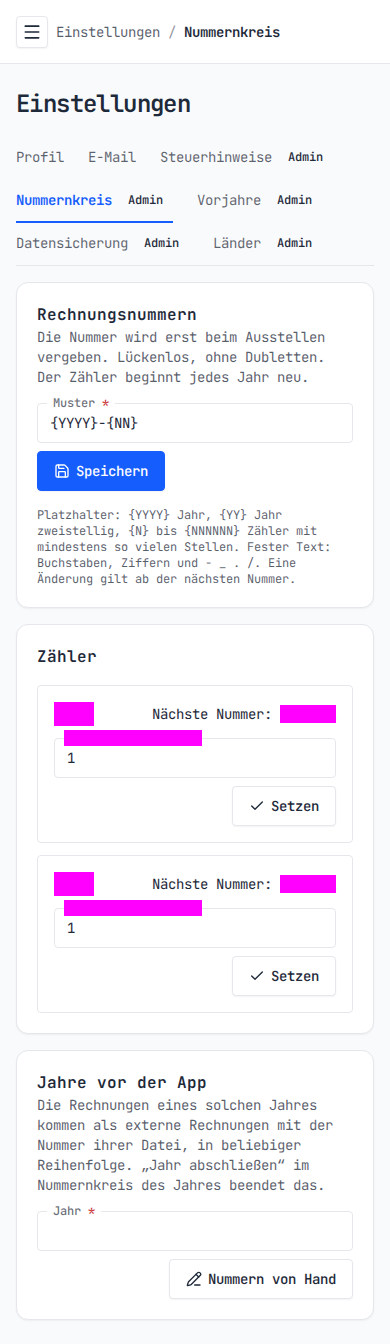 Einstellungen / Nummernkreis
Einstellungen
Profil E-Mail Steuerhinweise Admin
Nummernkreis Admin Vorjahre Admin
Datensicherung Admin Länder Admin
Rechnungsnummern
Die Nummer wird erst beim Ausstellen
vergeben. Lückenlos, ohne Dubletten.
Der Zähler beginnt jedes Jahr neu.
Muster *
{YYYY}-{NN}
Speichern
Platzhalter: {YYYY} Jahr, {YY} Jahr
zweistellig, {N} bis {NNNNNN} Zähler mit
mindestens so vielen Stellen. Fester Text:
Buchstaben, Ziffern und - _ . /. Eine
Änderung gilt ab der nächsten Nummer.
Zähler
Nächste Nummer:
1
Setzen
Nächste Nummer:
1
Setzen
Jahre vor der App
Die Rechnungen eines solchen Jahres
kommen als externe Rechnungen mit der
Nummer ihrer Datei, in beliebiger
Reihenfolge. „Jahr abschließen“ im
Nummernkreis des Jahres beendet das.
Jahr *
Nummern von Hand